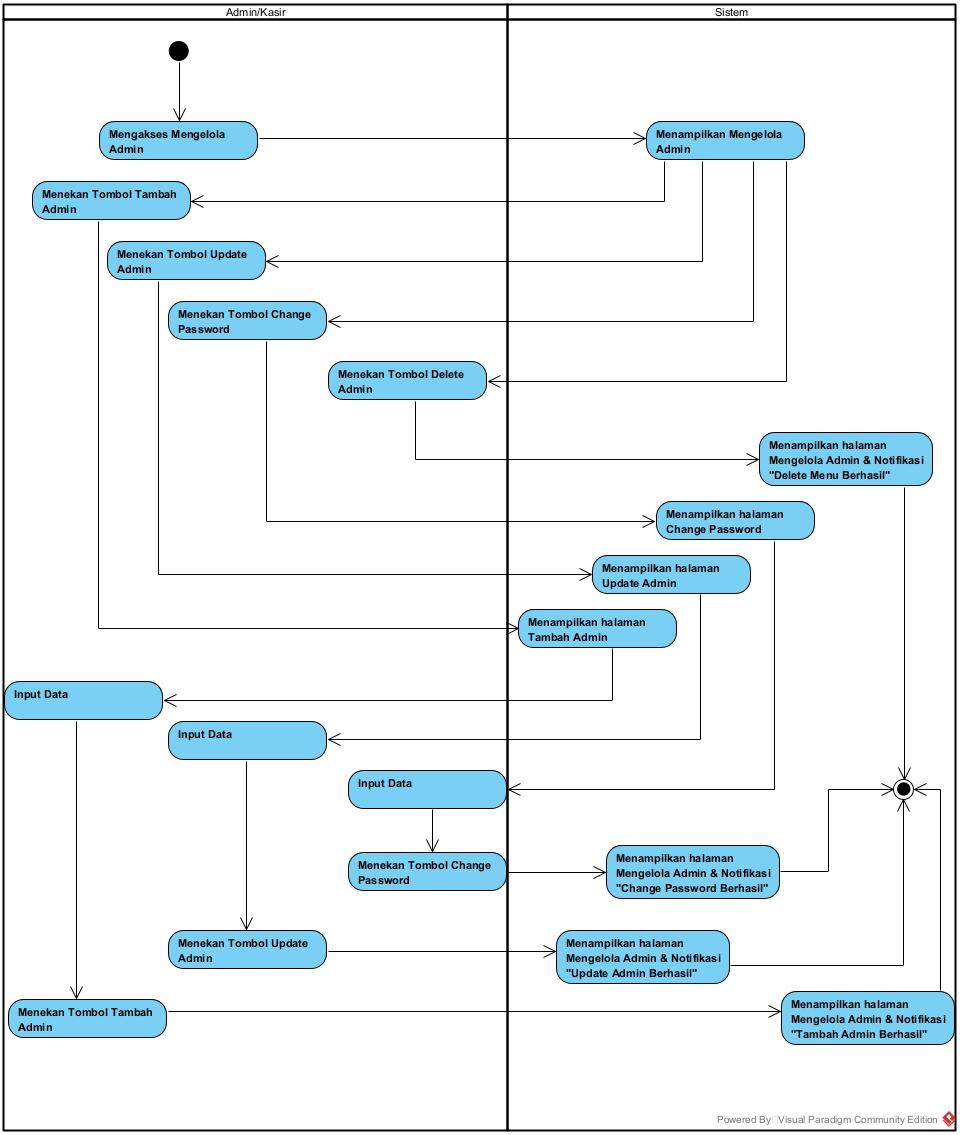 Admin/Kasir
Sistem
Mengakses Mengelola
Admin
Menampilkan Mengelola
Admin
Menekan Tombol Tambah
Admin
Menekan Tombol Update
Admin
Menekan Tombol Change
Password
Menekan Tombol Delete
Admin
Menampilkan halaman
Mengelola Admin & Notifikasi
"Delete Menu Berhasil"
Menampilkan halaman
Change Password
Menampilkan halaman
Update Admin
Menampilkan halaman
Tambah Admin
Input Data
Input Data
Input Data
Menekan Tombol Change
Password
Menampilkan halaman
Mengelola Admin & Notifikasi
"Change Password Berhasil"
Menekan Tombol Update
Admin
Menampilkan halaman
Mengelola Admin & Notifikasi
"Update Admin Berhasil"
Menekan Tombol Tambah
Admin
Menampilkan halaman
Mengelola Admin & Notifikasi
"Tambah Admin Berhasil"
Powered By Visual Paradigm Community Edition